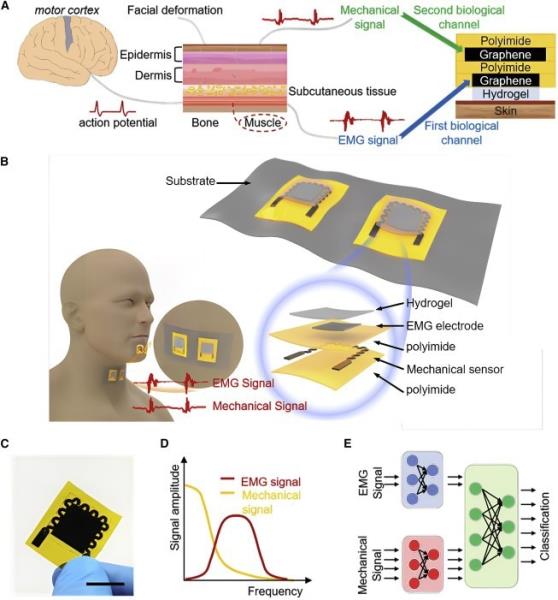 A
motor cortex
Facial deformation
Mechanical
signal
Second biological
channel
Epidermis
Dermis
Polyimide
Graphene
Polyimide
Graphene
Hydrogel
Skin
Subcutaneous tissue
action potential
Bone
Muscle
EMG signal
First biological
channel
B
Substrate
Hydrogel
EMG electrode
polyimide
Mechanical sensor
polyimide
EMG Signal
Mechanical Signal
C
D
Signal amplitude
EMG signal
Mechanical
signal
Frequency
E
EMG
Signal
Mechanical
Signal
Classification